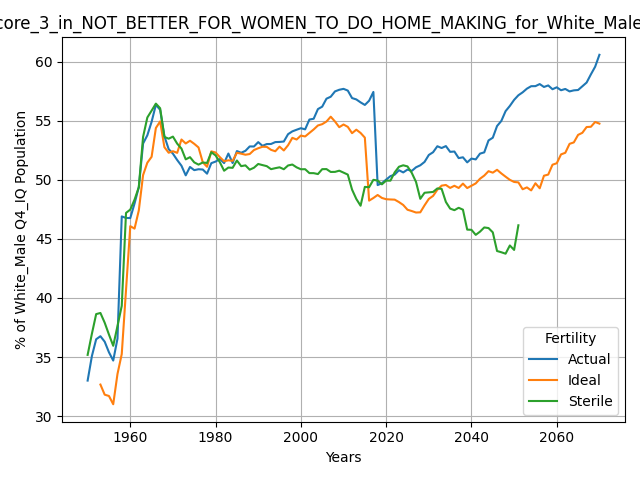 core_3_in_NOT_BETTER_FOR_WOMEN_TO_DO_HOME_MAKING_for_White_Male
% of White_Male Q4_IQ Population
60
55
50
45
40
35
30
1960
1980
2000
2020
2040
2060
Years
Fertility
Actual
Ideal
Sterile